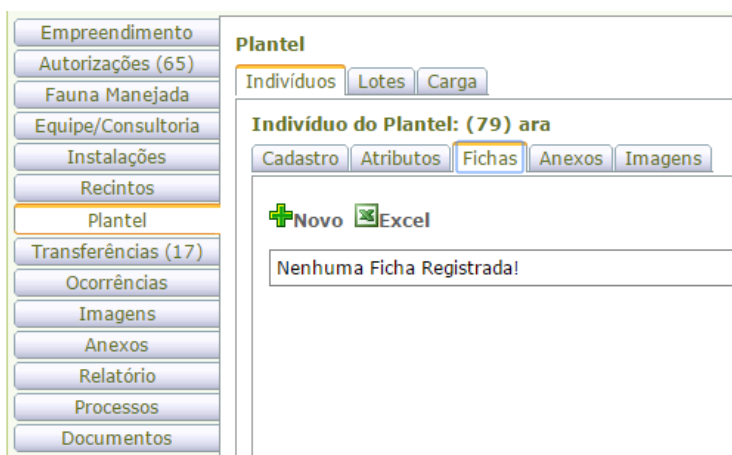 Empreendimento
Autorizações (65)
Fauna Manejada
Equipe/Consultoria
Instalações
Recintos
Plantel
Transferências (17)
Ocorrências
Imagens
Anexos
Relatório
Processos
Documentos
Plantel
Indivíduos Lotes Carga
Indivíduo do Plantel: (79) ara
Cadastro Atributos Fichas Anexos Imagens
Novo Excel
Nenhuma Ficha Registrada!